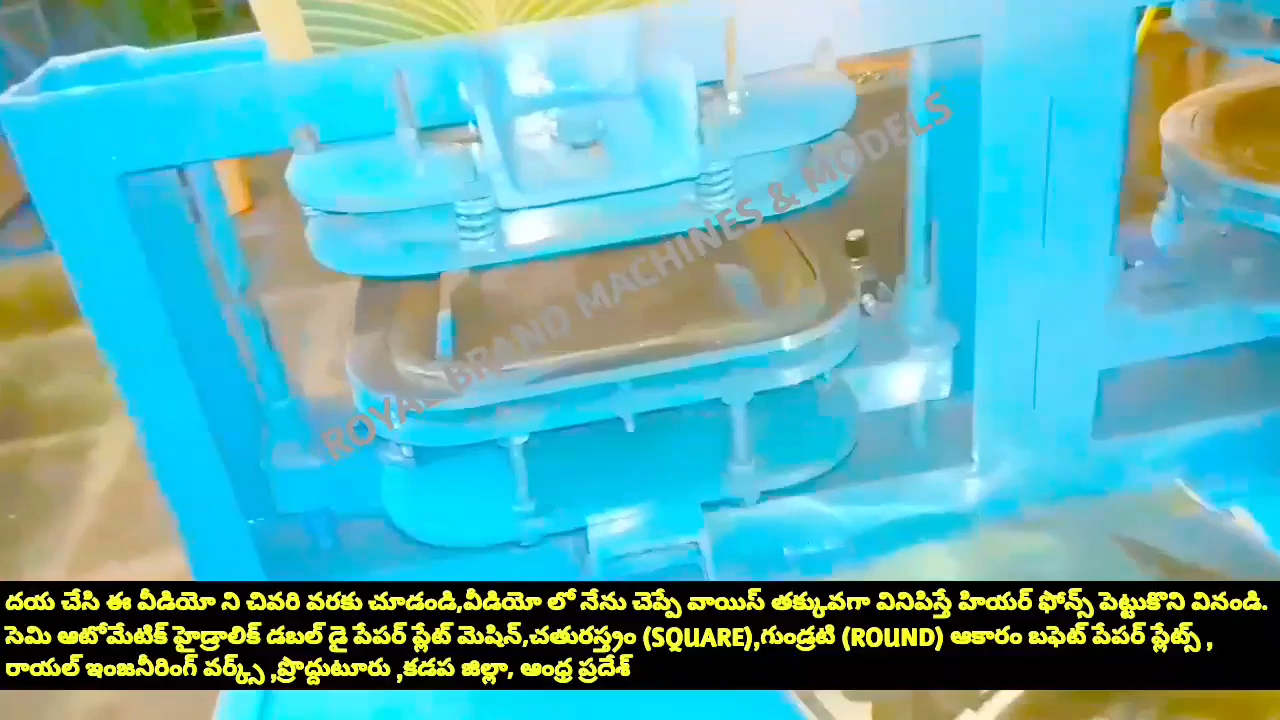 ROYAL BRAND MACHINES & MODELS
దయ చేసి ఈ వీడియో ని చివరి వరకు చూడండి,వీడియో లో నేను చెప్పే వాయిస్ తక్కువగా వినిపిస్తే హియర్ ఫోన్స్ పెట్టుకొని వినండి.
సెమి ఆటోమేటిక్ హైడ్రాలిక్ డబల్ డై పేపర్ ప్లేట్ మెషిన్,చతురస్త్రం (SQUARE),గుండ్రటి (ROUND) ఆకారం బఫెట్ పేపర్ ప్లేట్స్ ,
రాయల్ ఇంజనీరింగ్ వర్క్స్ ,ప్రొద్దుటూరు ,కడప జిల్లా, ఆంధ్ర ప్రదేశ్